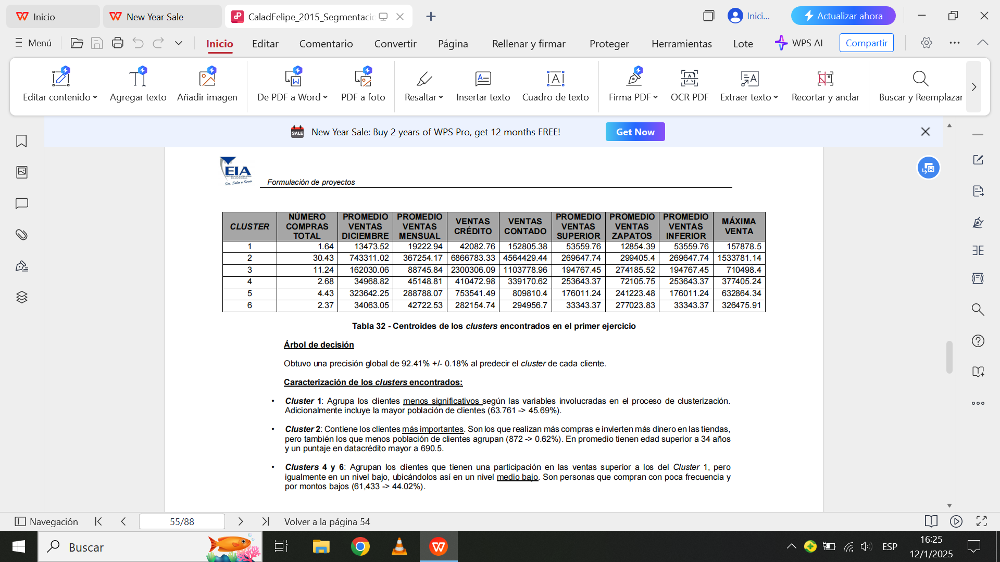 Inicio
New Year Sale
CaladFelipe_2015_Segmentacic
Inici...
Actualizar ahora
Menú
Inicio
Editar
Comentario
Convertir
Página
Rellenar y firmar
Proteger
Herramientas
Lote
WPS AI
Compartir
Editar contenido
Agregar texto
Añadir imagen
De PDF a Word
PDF a foto
Resaltar
Insertar texto
Cuadro de texto
Firma PDF
OCR PDF
Extraer texto
Recortar y anclar
Buscar y Reemplazar
SALE
New Year Sale: Buy 2 years of WPS Pro, get 12 months FREE!
Get Now
EIA
Ser, Saber y Servir
Formulación de proyectos
CLUSTER NÚMERO COMPRAS TOTAL PROMEDIO VENTAS DICIEMBRE PROMEDIO VENTAS MENSUAL VENTAS CRÉDITO VENTAS CONTADO PROMEDIO VENTAS SUPERIOR PROMEDIO VENTAS ZAPATOS PROMEDIO VENTAS INFERIOR MÁXIMA VENTA
1 1.64 13473.52 19222.94 42082.76 152805.38 53559.76 12854.39 53559.76 157878.5
2 30.43 743311.02 367254.17 6866783.33 4564429.44 269647.74 299405.4 269647.74 1533781.14
3 11.24 162030.06 88745.84 2300306.09 1103778.96 194767.45 274185.52 194767.45 710498.4
4 2.68 34968.82 45148.81 410472.98 339170.62 253643.37 72105.75 253643.37 377405.24
5 4.43 323642.25 288788.07 753541.49 809810.4 176011.24 241223.48 176011.24 632864.34
6 2.37 34063.05 42722.53 282154.74 294956.7 33343.37 277023.83 33343.37 326475.91
Tabla 32 - Centroides de los clusters encontrados en el primer ejercicio
Árbol de decisión
Obtuvo una precisión global de 92.41% +/- 0.18% al predecir el cluster de cada cliente.
Caracterización de los clusters encontrados:
• Cluster 1: Agrupa los clientes menos significativos según las variables involucradas en el proceso de clusterización.
Adicionalmente incluye la mayor población de clientes (63.761 -> 45.69%).
• Cluster 2: Contiene los clientes más importantes. Son los que realizan más compras e invierten más dinero en las tiendas,
pero también los que menos población de clientes agrupan (872 -> 0.62%). En promedio tienen edad superior a 34 años
y un puntaje en datacrédito mayor a 690.5.
• Clusters 4 y 6: Agrupan los clientes que tienen una participación en las ventas superior a los del Cluster 1, pero
igualmente en un nivel bajo, ubicándolos así en un nivel medio bajo. Son personas que compran con poca frecuencia y
por montos bajos (61,433 -> 44.02%).
Navegación
55/88
Volver a la página 54
Buscar
ESP
16:25
12/1/2025